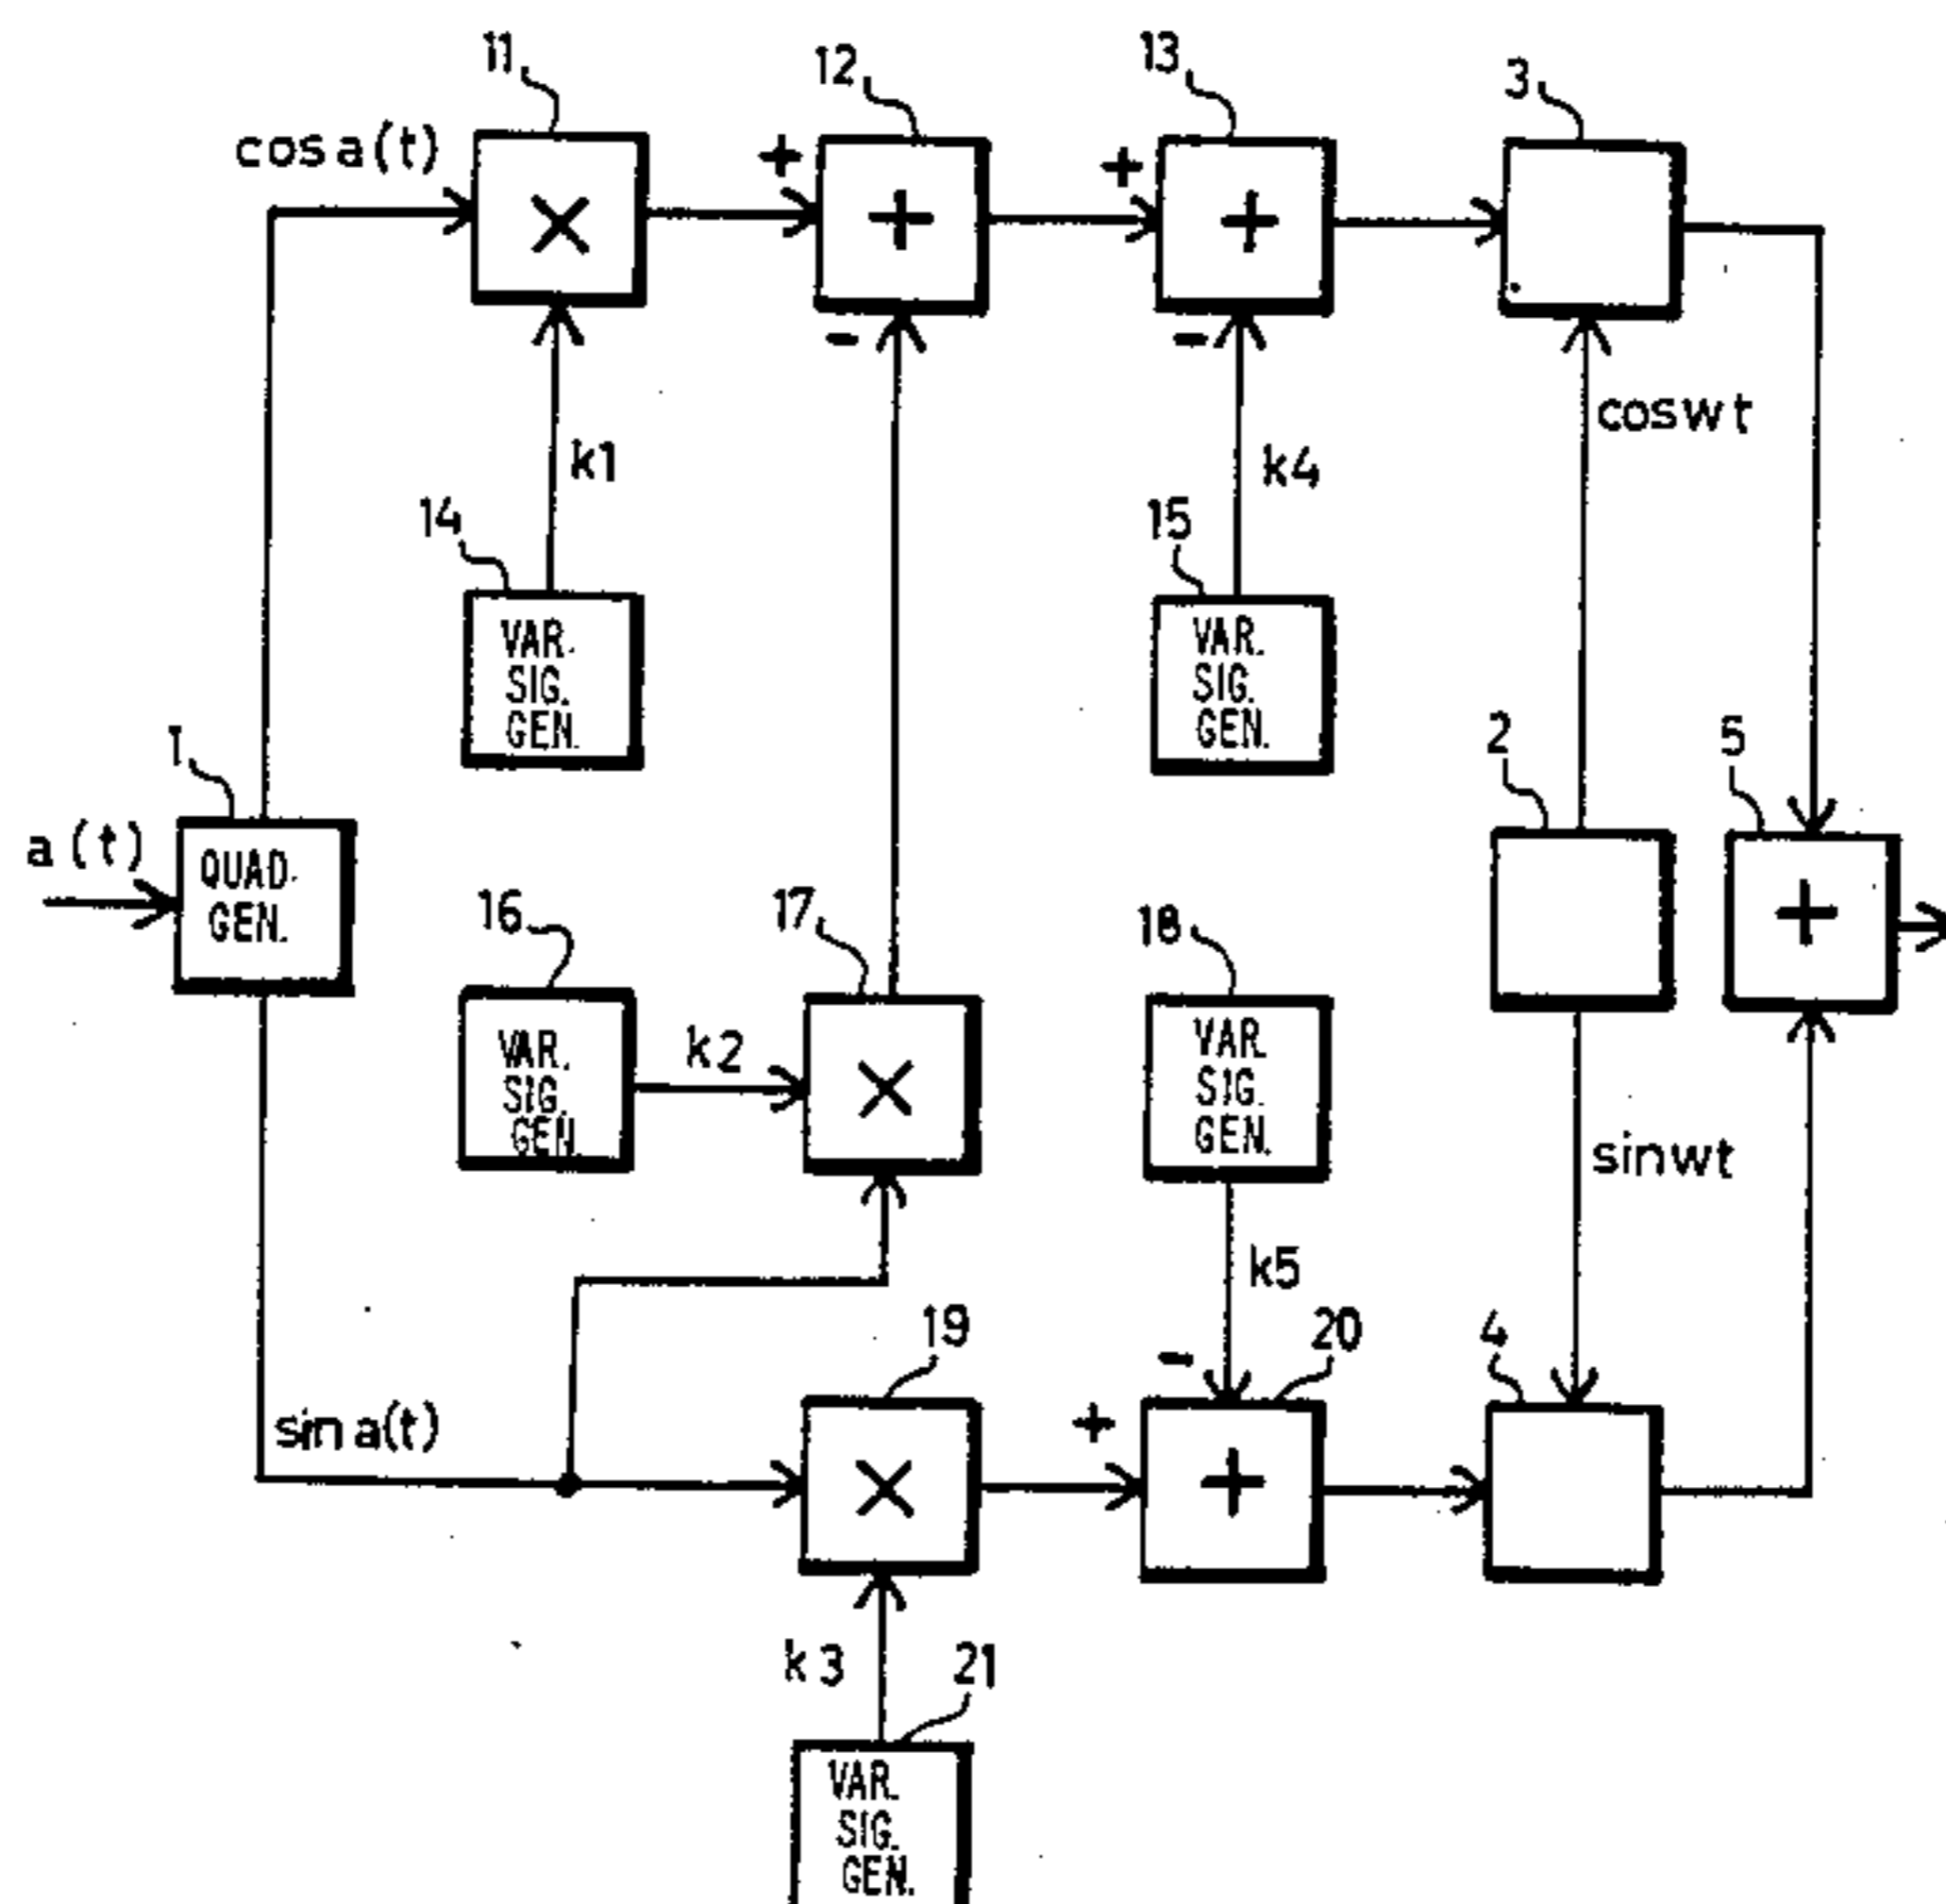 11
12
13
3
cos a(t)
+
+
×
+
+
-
-
coswt
k1
k4
14
15
VAR.
SIG.
GEN.
VAR.
SIG.
GEN.
1
2
5
a(t)
QUAD.
GEN.
+
16
17
18
VAR.
SIG.
GEN
k2
×
VAR.
SIG.
GEN.
sinwt
k5
19
20
4
-
sin a(t)
+
×
+
k3
21
VAR.
SIG.
GEN.